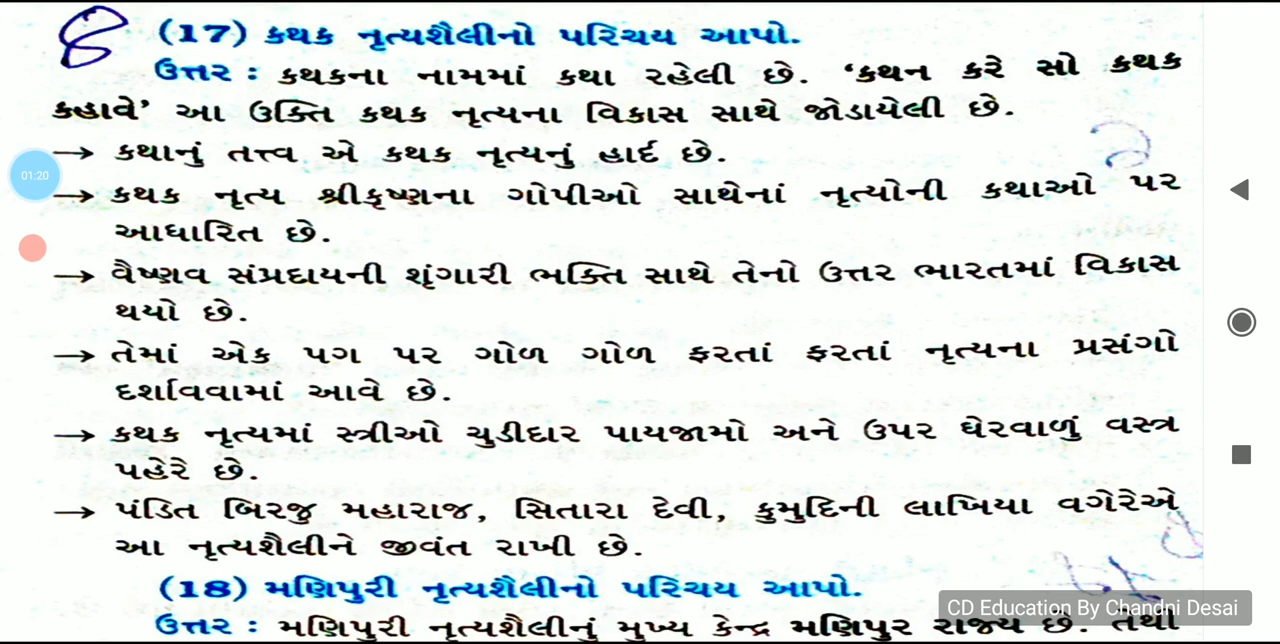 8
(17) કથક નૃત્યશૈલીનો પરિચય આપો.
ઉત્તર : કથકના નામમાં કથા રહેલી છે. ‘કથન કરે સો કથક
કહાવે’ આ ઉક્તિ કથક નૃત્યના વિકાસ સાથે જોડાયેલી છે.
→ કથાનું તત્ત્વ એ કથક નૃત્યનું હાર્દ છે.
01:20
→ કથક નૃત્ય શ્રીકૃષ્ણના ગોપીઓ સાથેનાં નૃત્યોની કથાઓ પર
આધારિત છે.
→ વૈષ્ણવ સંપ્રદાયની શૃંગારી ભક્તિ સાથે તેનો ઉત્તર ભારતમાં વિકાસ
થયો છે.
→ તેમાં એક પગ પર ગોળ ગોળ ફરતાં ફરતાં નૃત્યના પ્રસંગો
દર્શાવવામાં આવે છે.
→ કથક નૃત્યમાં સ્ત્રીઓ ચુડીદાર પાયજામો અને ઉપર ઘેરવાળું વસ્ત્ર
પહેરે છે.
→ પંડિત બિરજુ મહારાજ, સિતારા દેવી, કુમુદિની લાખિયા વગેરેએ
આ નૃત્યશૈલીને જીવંત રાખી છે.
(18) મણિપુરી નૃત્યશૈલીનો પરિચય આપો.
ઉત્તર : મણિપુરી નૃત્યશૈલીનું મુખ્ય કેન્દ્ર મણિપુર રાજ્ય છે. તેથી
CD Education By Chandni Desai